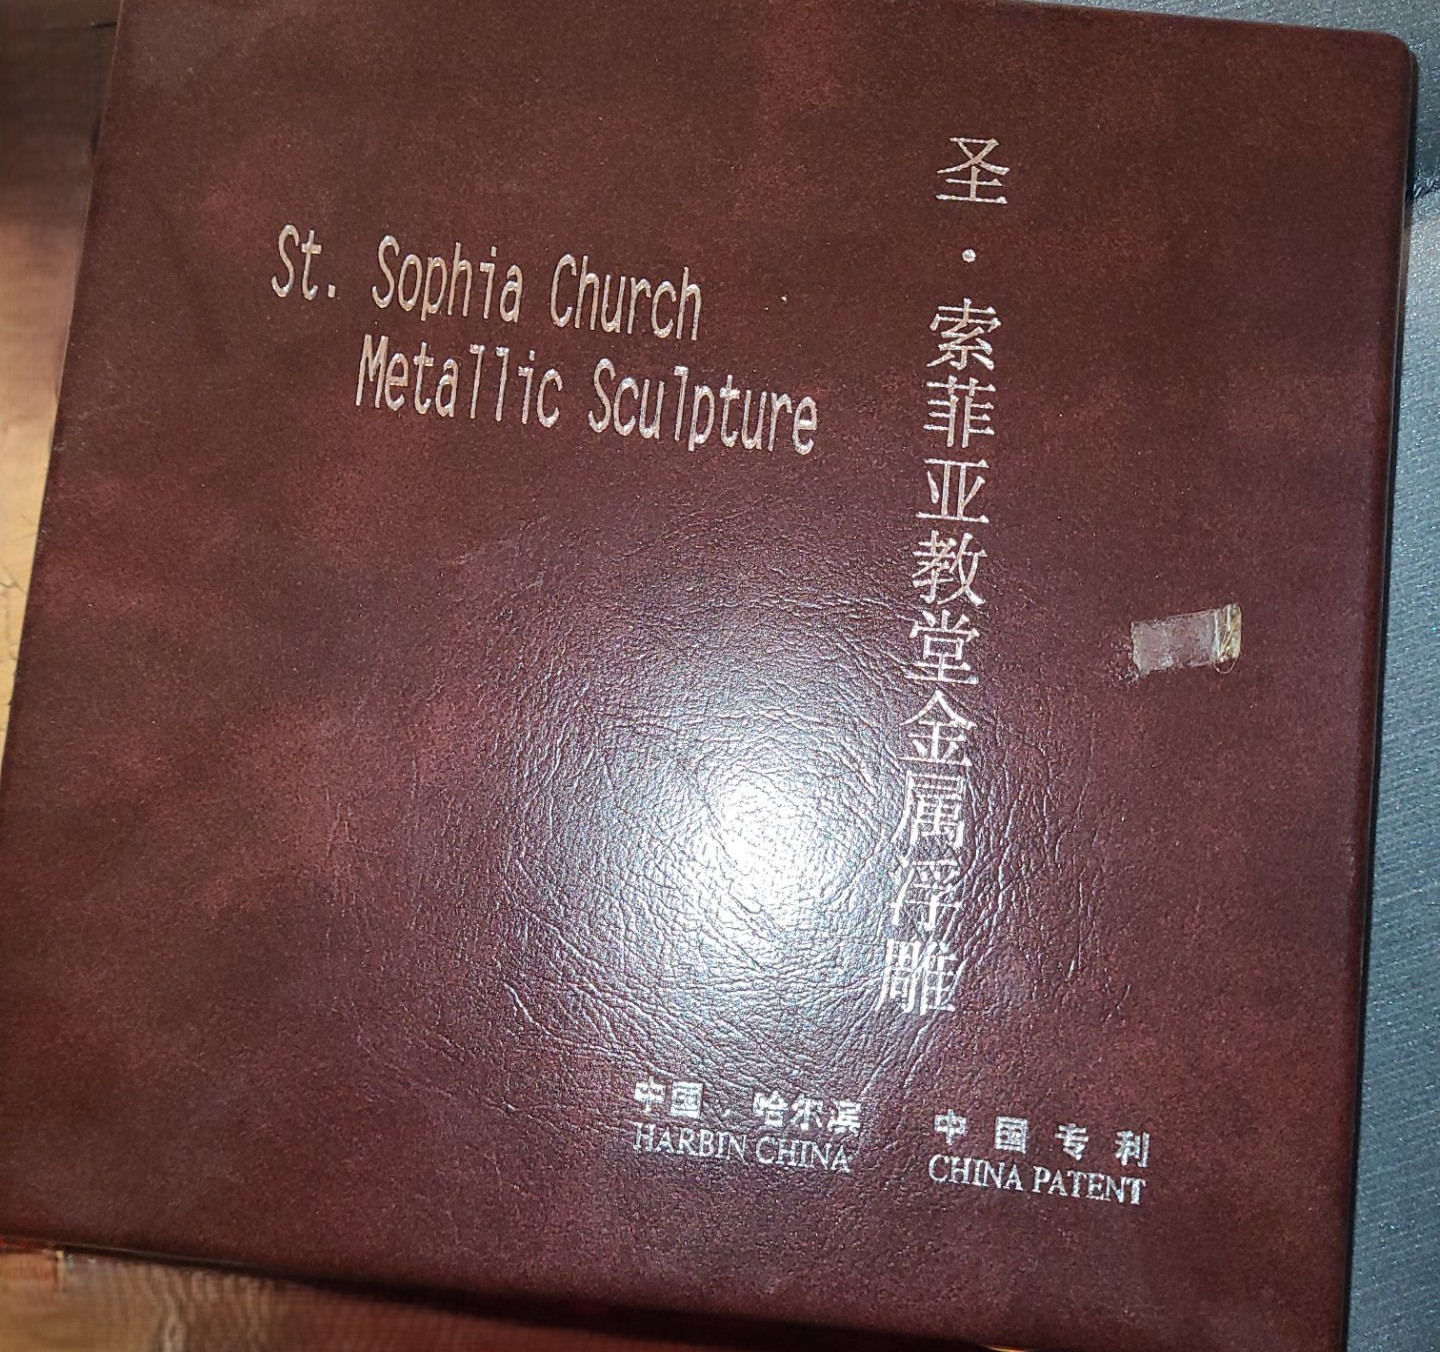 St. Sophia Church
Metallic Sculpture
圣·索菲亚教堂金属浮雕
中国·哈尔滨
HARBIN CHINA
中国专利
CHINA PATENT